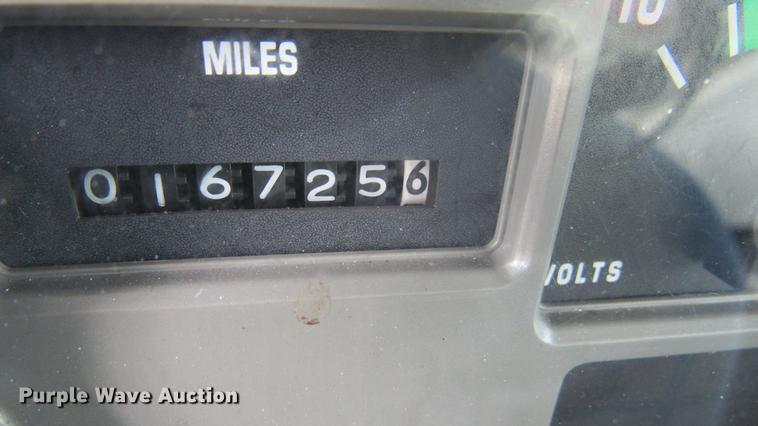 10
MILES
0167256
VOLTS
Purple Wave Auction